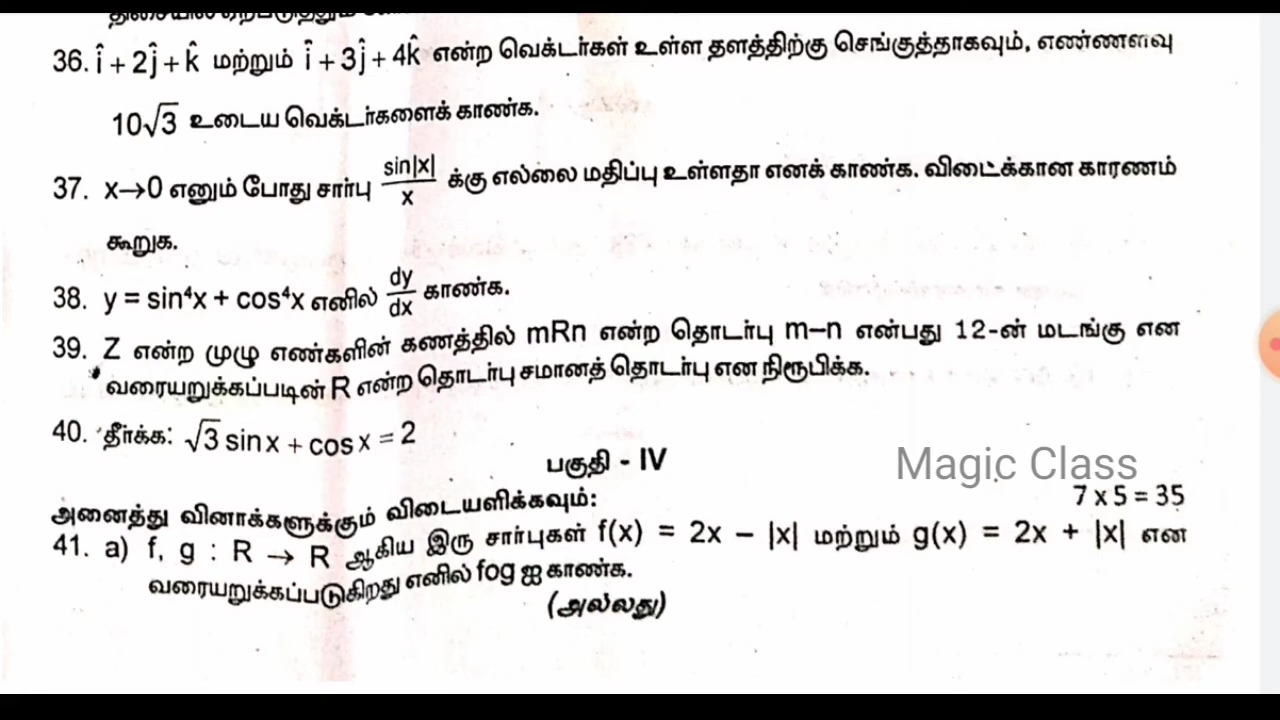 36. î + 2ĵ + k̂ மற்றும் î + 3ĵ + 4k̂ என்ற வெக்டர்கள் உள்ள தளத்திற்கு செங்குத்தாகவும், எண்ணளவு
10√3 உடைய வெக்டர்களைக் காண்க.
37. x→0 எனும் போது சார்பு sin|x|/x க்கு எல்லை மதிப்பு உள்ளதா எனக் காண்க. விடைக்கான காரணம்
கூறுக.
38. y = sin⁴x + cos⁴x எனில் dy/dx காண்க.
39. Z என்ற முழு எண்களின் கணத்தில் mRn என்ற தொடர்பு m–n என்பது 12-ன் மடங்கு என
வரையறுக்கப்படின் R என்ற தொடர்பு சமானத் தொடர்பு என நிரூபிக்க.
40. தீர்க்க: √3 sinx + cosx = 2
பகுதி - IV
Magic Class
அனைத்து வினாக்களுக்கும் விடையளிக்கவும்: 7 x 5 = 35
41. a) f, g : R → R ஆகிய இரு சார்புகள் f(x) = 2x – |x| மற்றும் g(x) = 2x + |x| என
வரையறுக்கப்படுகிறது எனில் fog ஐ காண்க.
(அல்லது)